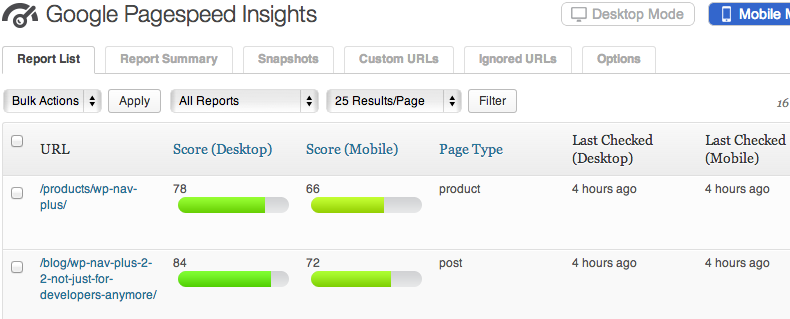 Google Pagespeed Insights
Desktop Mode
Mobile M
Report List
Report Summary
Snapshots
Custom URLs
Ignored URLs
Options
Bulk Actions
Apply
All Reports
25 Results/Page
Filter
16
URL
Score (Desktop)
Score (Mobile)
Page Type
Last Checked
(Desktop)
Last Checked
(Mobile)
/products/wp-nav-
plus/
78
66
product
4 hours ago
4 hours ago
/blog/wp-nav-plus-2-
2-not-just-for-
developers-anymore/
84
72
post
4 hours ago
4 hours ago